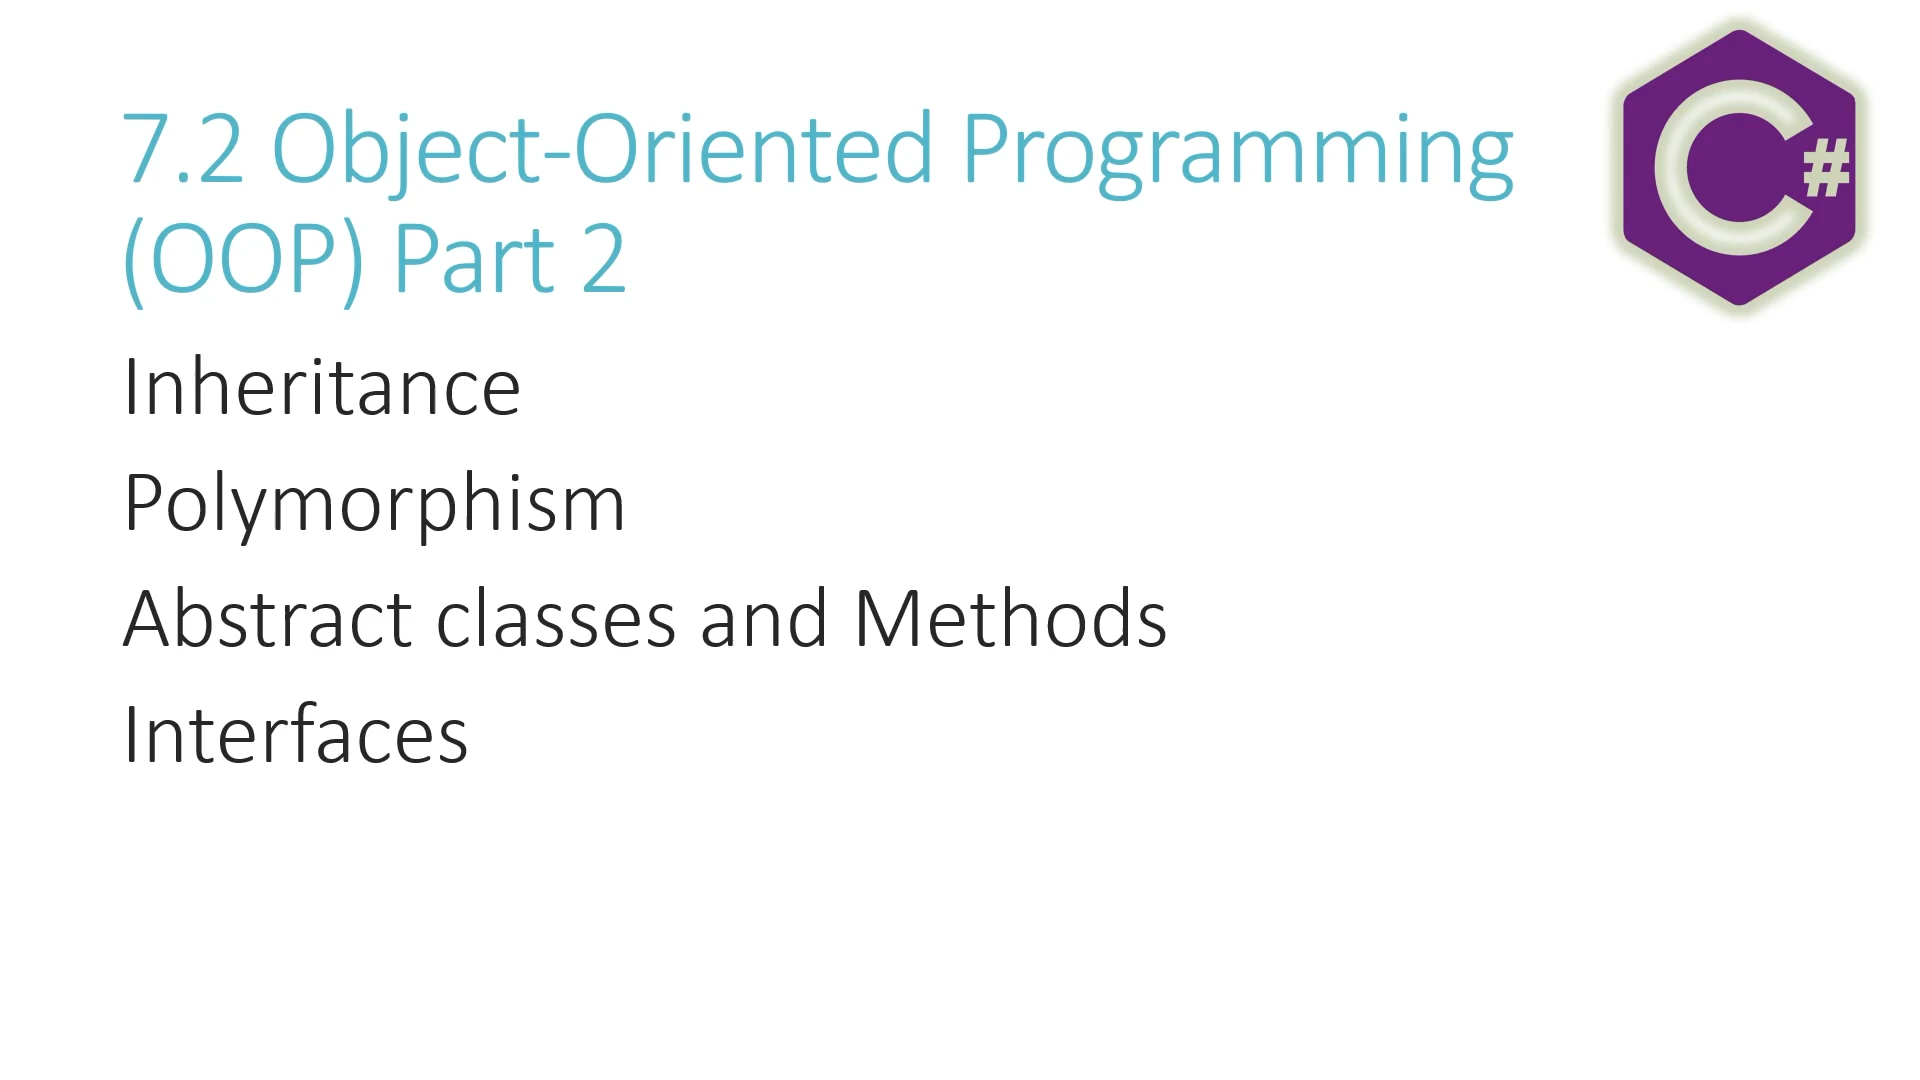 7.2 Object-Oriented Programming
(OOP) Part 2
C#
Inheritance
Polymorphism
Abstract classes and Methods
Interfaces